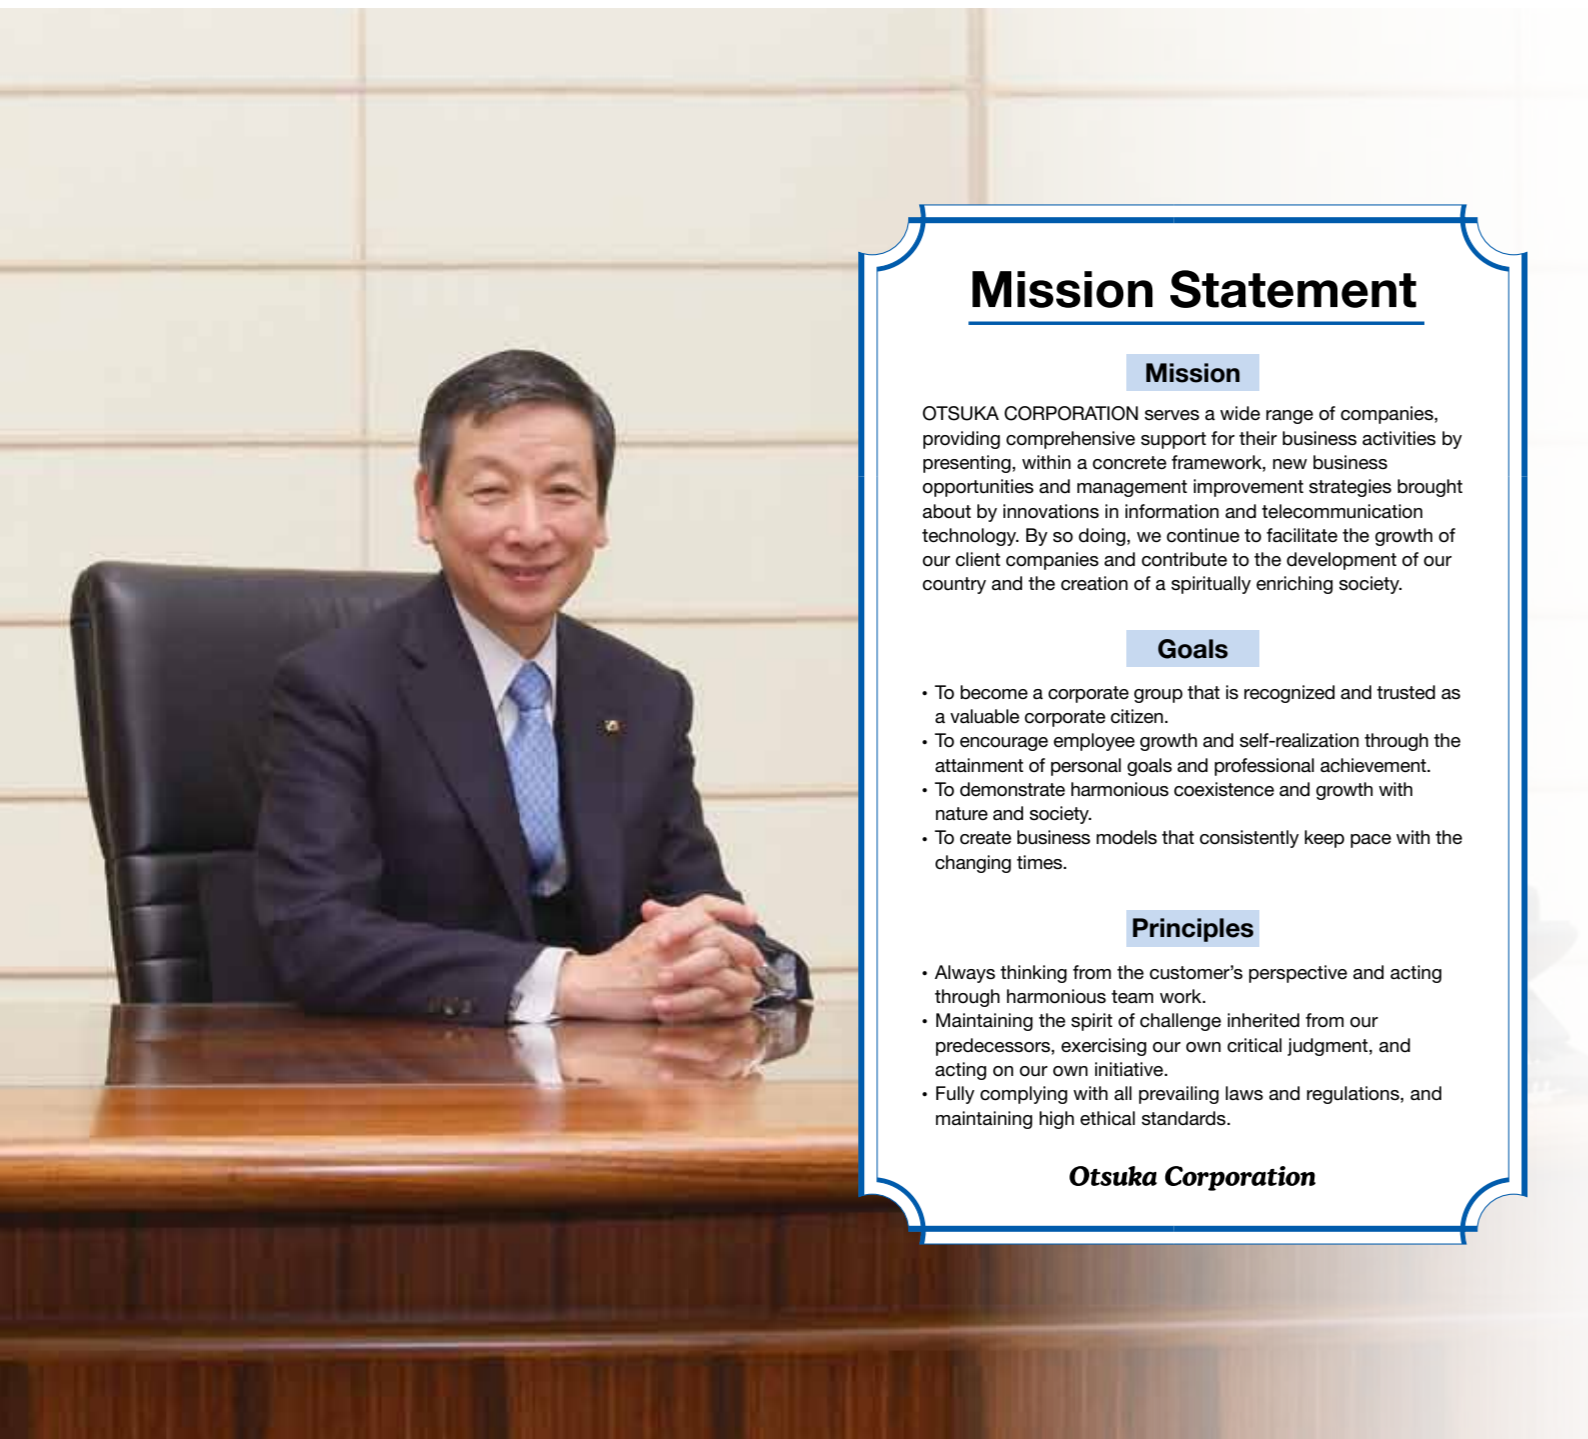 Mission Statement
Mission
OTSUKA CORPORATION serves a wide range of companies,
providing comprehensive support for their business activities by
presenting, within a concrete framework, new business
opportunities and management improvement strategies brought
about by innovations in information and telecommunication
technology. By so doing, we continue to facilitate the growth of
our client companies and contribute to the development of our
country and the creation of a spiritually enriching society.
Goals
• To become a corporate group that is recognized and trusted as
a valuable corporate citizen.
• To encourage employee growth and self-realization through the
attainment of personal goals and professional achievement.
• To demonstrate harmonious coexistence and growth with
nature and society.
• To create business models that consistently keep pace with the
changing times.
Principles
• Always thinking from the customer’s perspective and acting
through harmonious team work.
• Maintaining the spirit of challenge inherited from our
predecessors, exercising our own critical judgment, and
acting on our own initiative.
• Fully complying with all prevailing laws and regulations, and
maintaining high ethical standards.
Otsuka Corporation